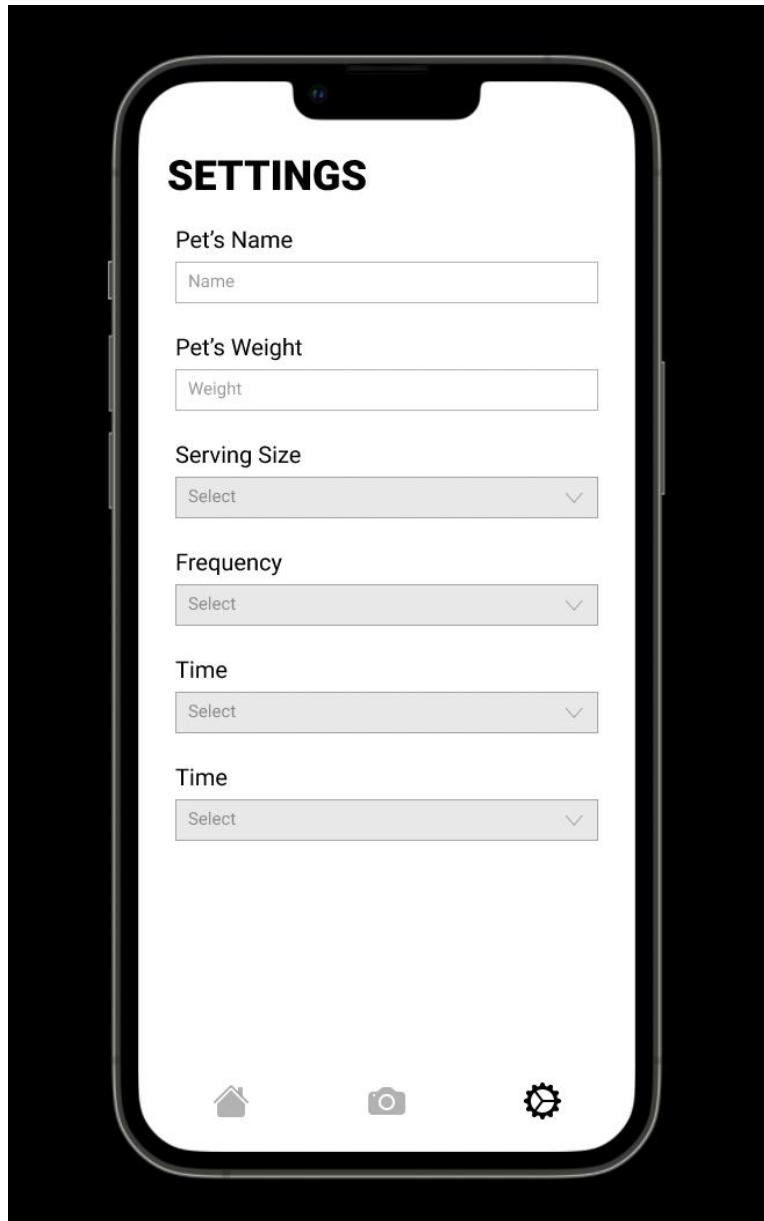 SETTINGS
Pet’s Name
Name
Pet’s Weight
Weight
Serving Size
Select
Frequency
Select
Time
Select
Time
Select